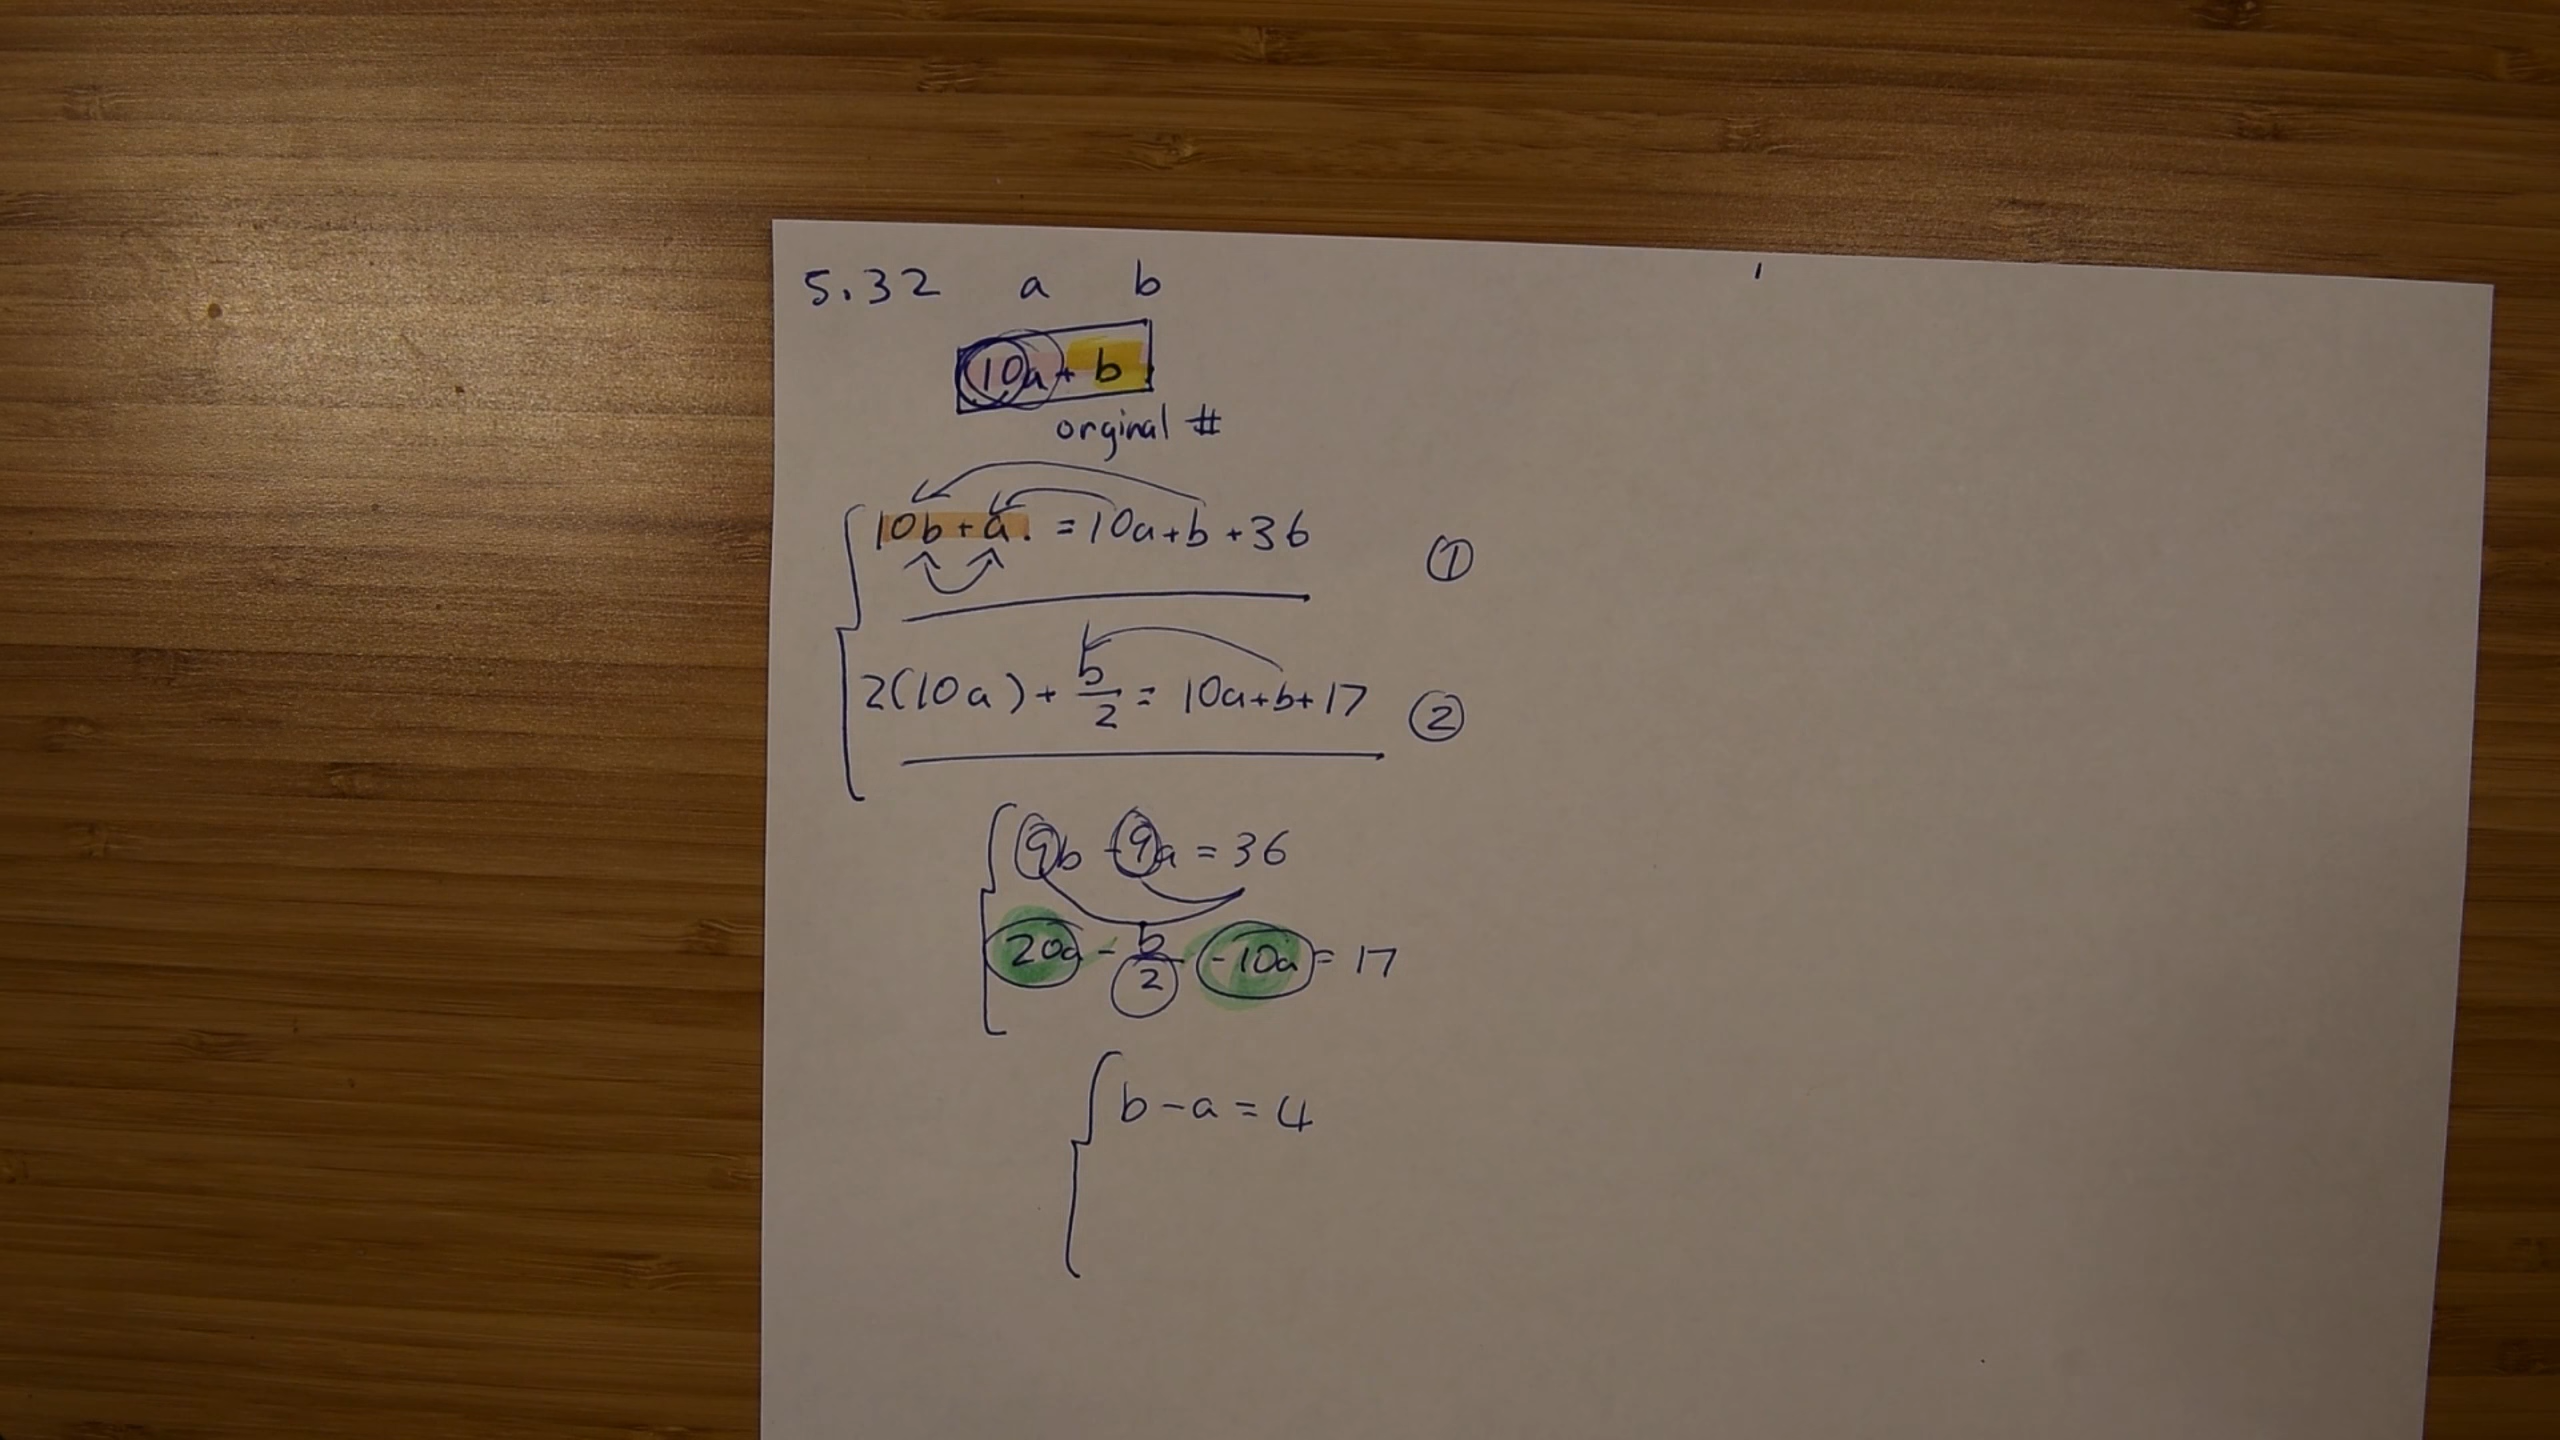 5.32 a b
10a + b
orginal #
10b + a. = 10a + b + 36 ①
2(10a) + b/2 = 10a + b + 17 ②
9b - 9a = 36
20a - b/2 - 10a = 17
b - a = 4